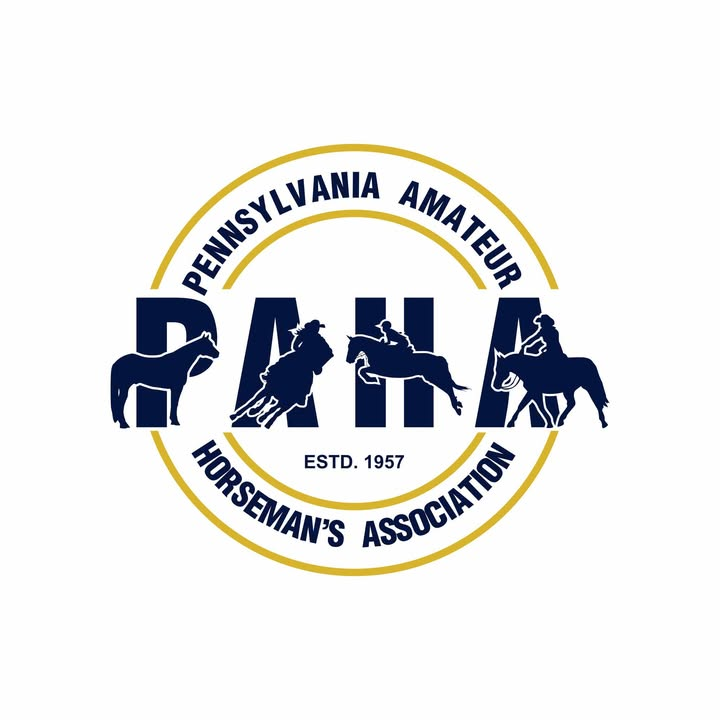 PENNSYLVANIA AMATEUR
PAHA
ESTD. 1957
HORSEMAN'S ASSOCIATION